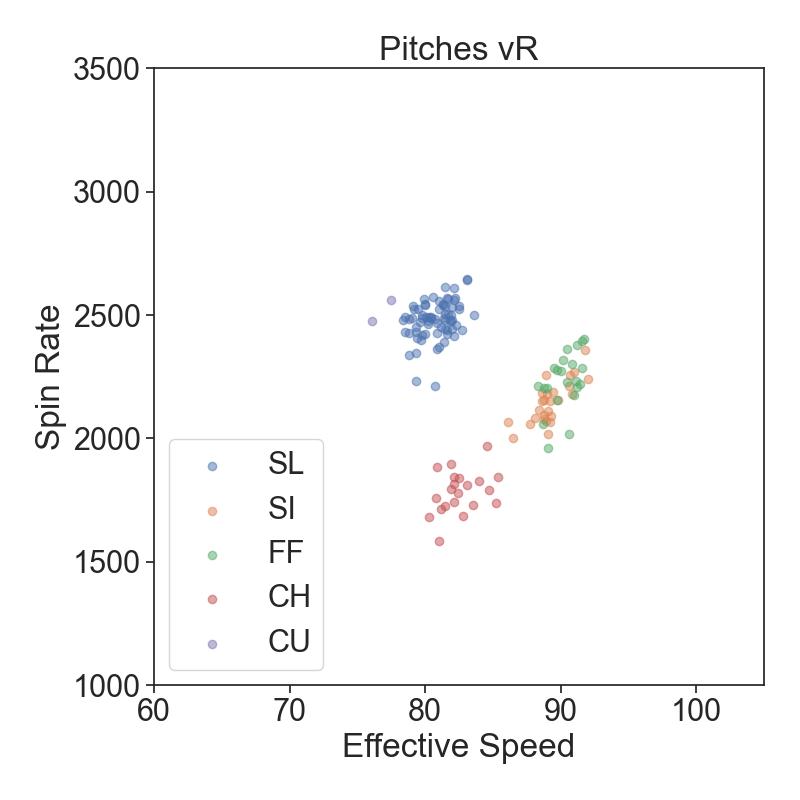 Pitches vR
3500
3000
2500
2000
1500
1000
Spin Rate
SL
SI
FF
CH
CU
60 70 80 90 100
Effective Speed